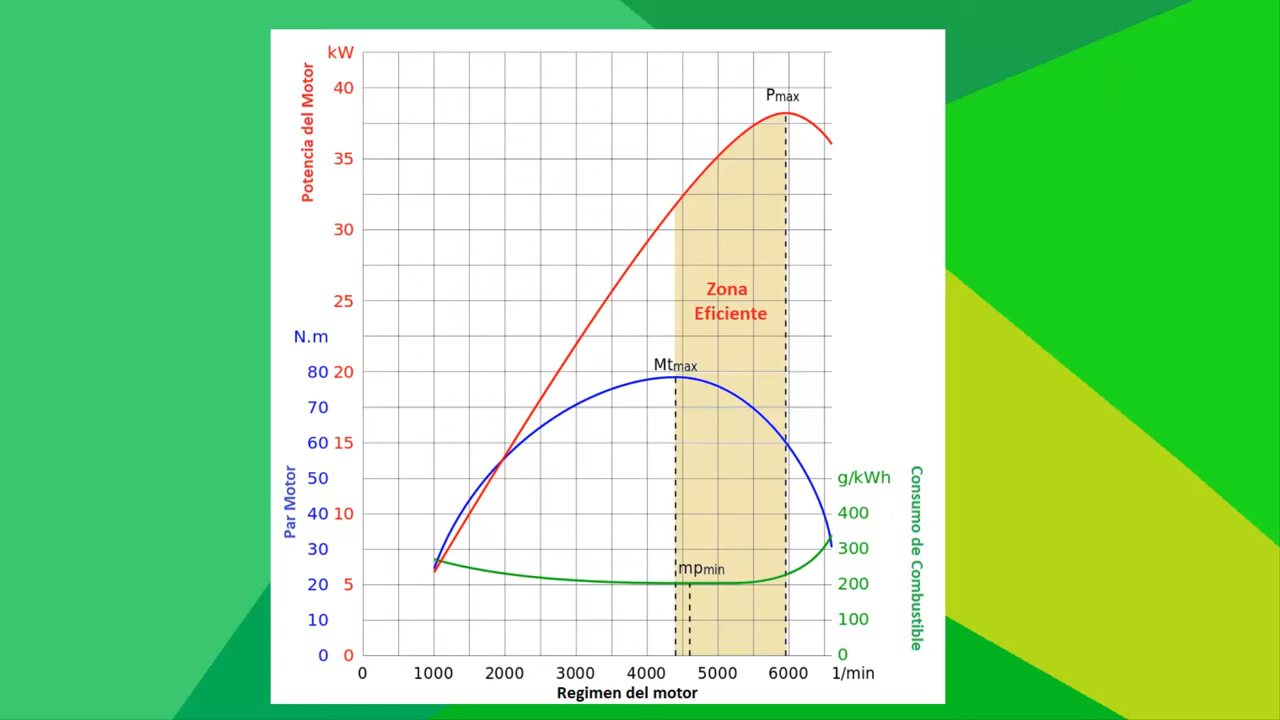 kW
Potencia del Motor
40
35
30
25
20
15
10
5
0
N.m
Par Motor
80
70
60
50
40
30
20
10
0
Pmax
Zona
Eficiente
Mtmax
mpmin
g/kWh
400
300
200
100
0
Consumo de Combustible
0 1000 2000 3000 4000 5000 6000 1/min
Regimen del motor